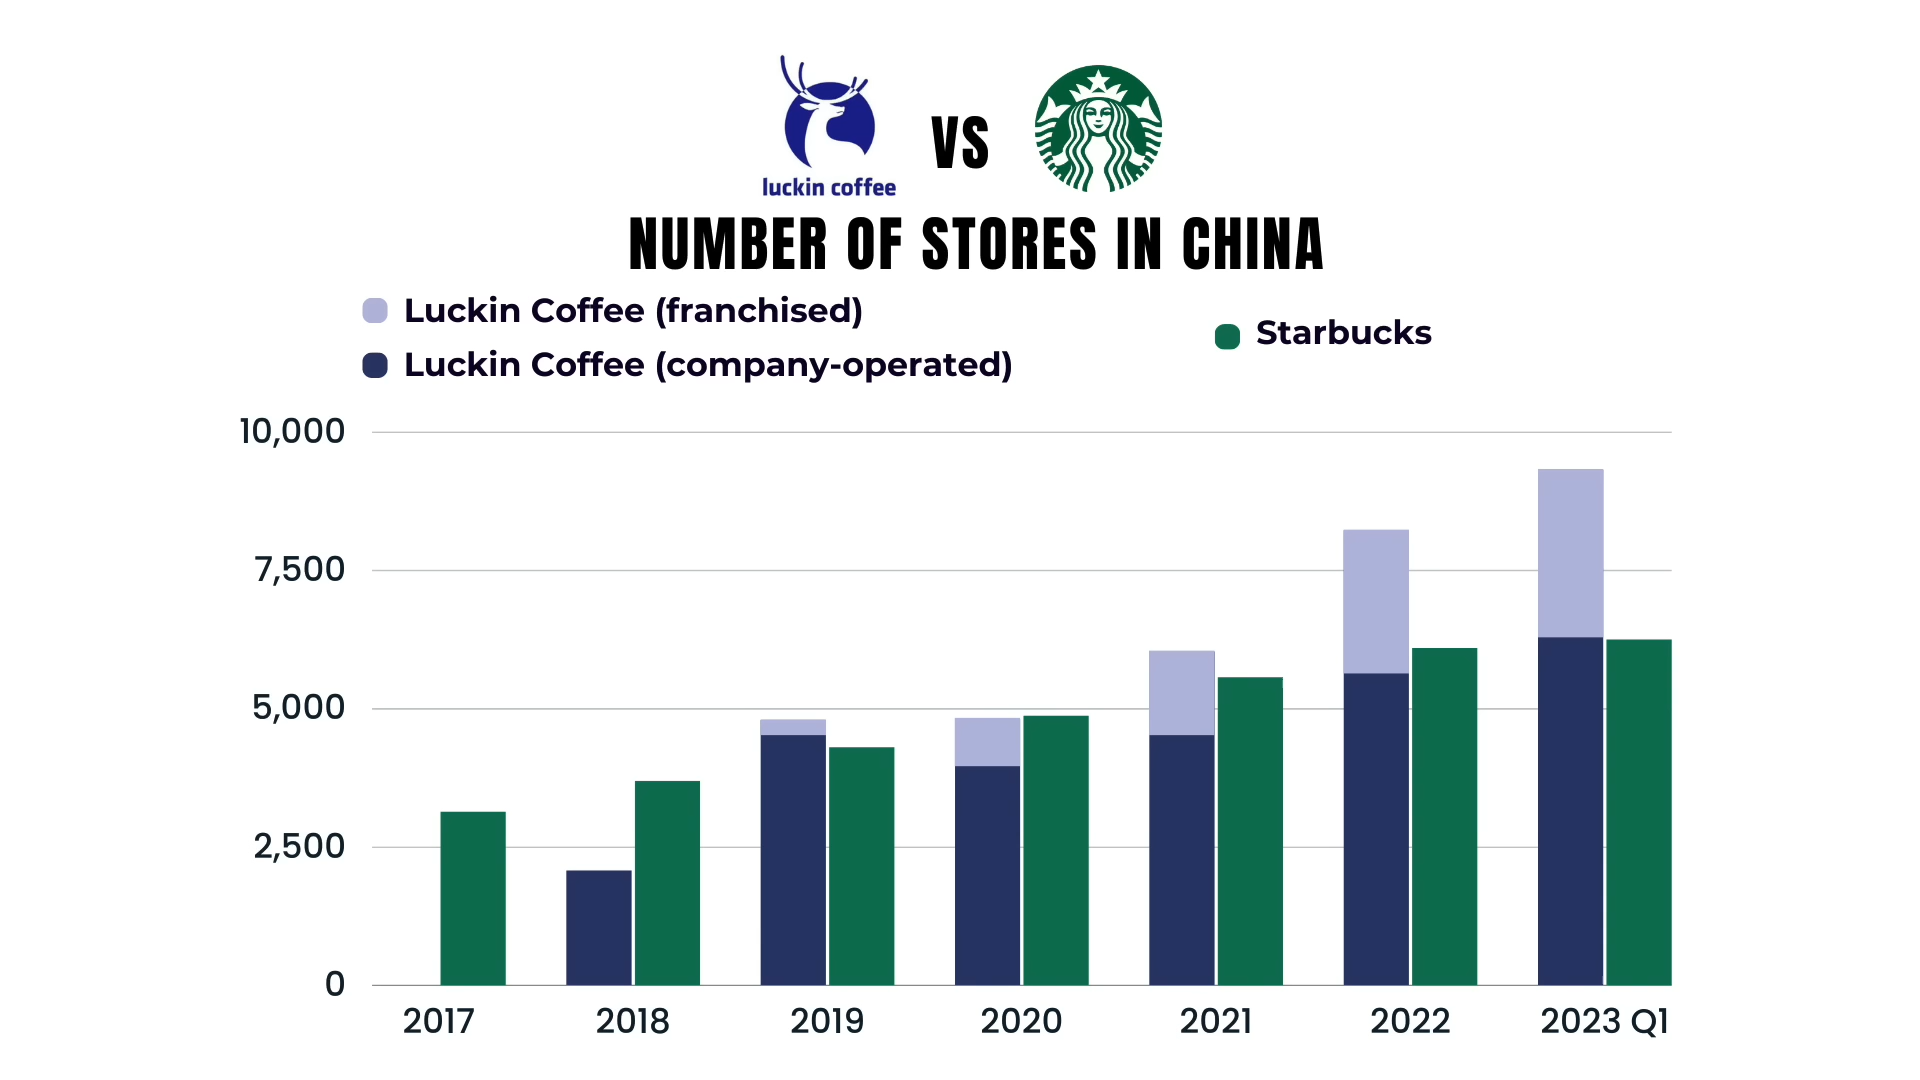 luckin coffee
VS
NUMBER OF STORES IN CHINA
Luckin Coffee (franchised)
Luckin Coffee (company-operated)
Starbucks
10,000
7,500
5,000
2,500
0
2017
2018
2019
2020
2021
2022
2023 Q1